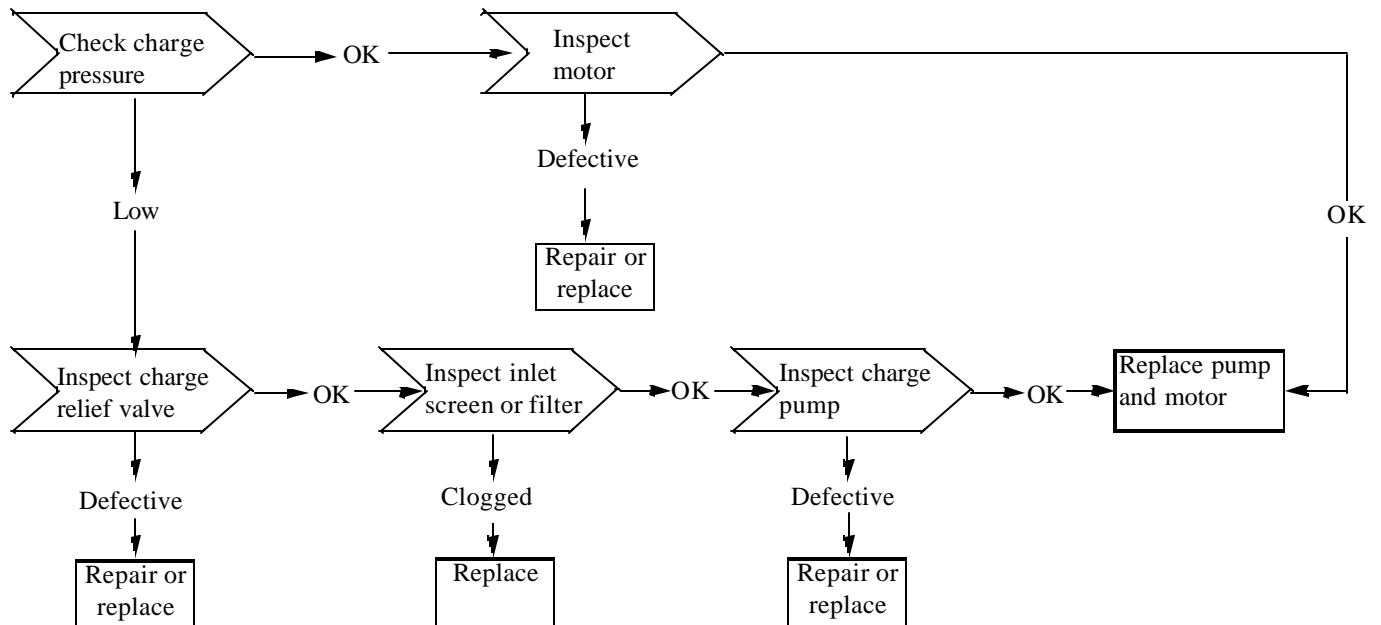 Check charge
pressure
OK
Inspect
motor
Defective
Low
OK
Repair or
replace
Inspect charge
relief valve
OK
Inspect inlet
screen or filter
OK
Inspect charge
pump
OK
Replace pump
and motor
Defective
Clogged
Defective
Repair or
replace
Replace
Repair or
replace